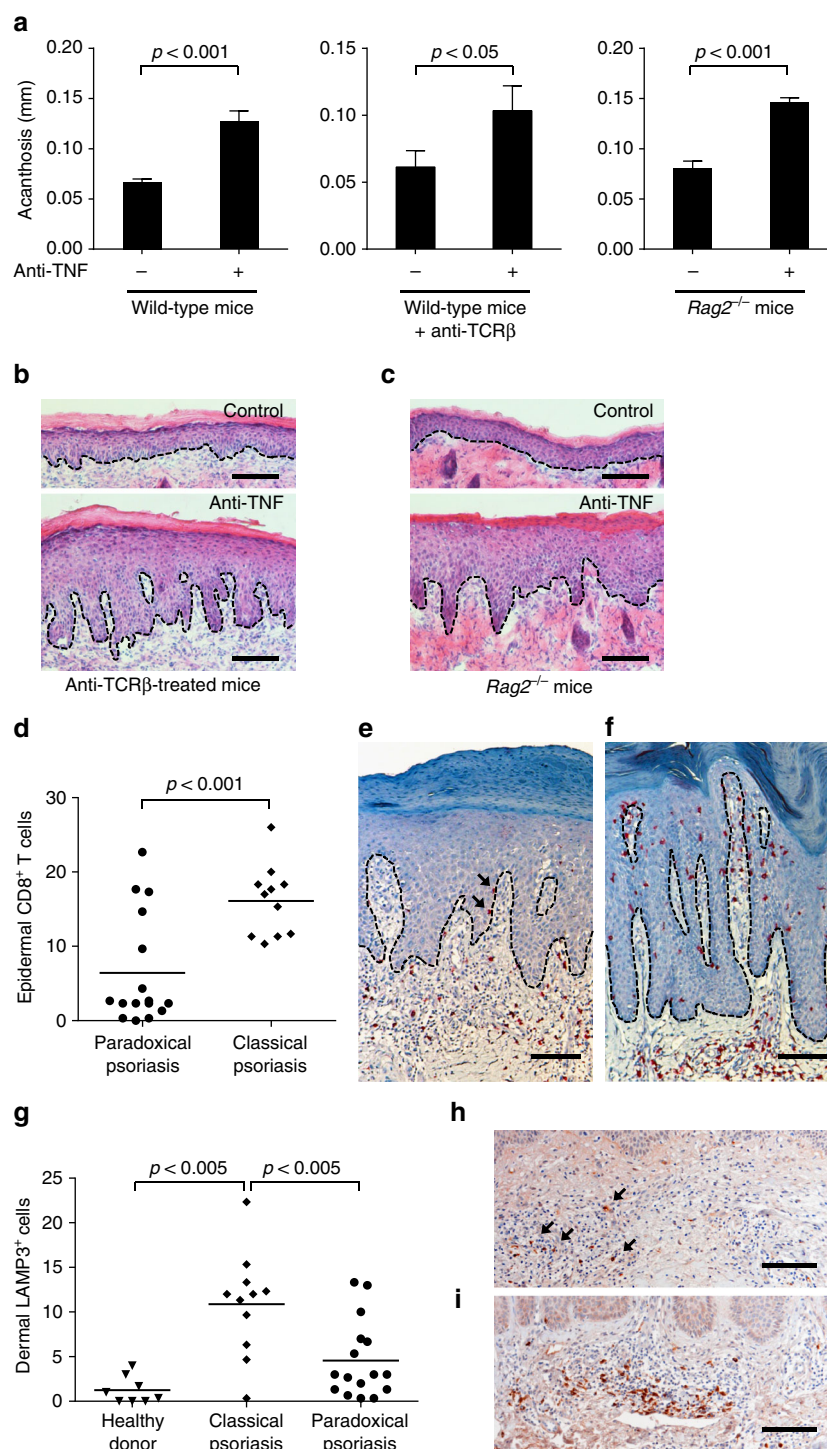 a
0.20
0.15
0.10
0.05
0.00
Acanthosis (mm)
p < 0.001
Anti-TNF
– +
Wild-type mice
0.15
0.10
0.05
0.00
p < 0.05
– +
Wild-type mice
+ anti-TCRβ
0.20
0.15
0.10
0.05
0.00
p < 0.001
– +
Rag2–/– mice
b
Control
Anti-TNF
Anti-TCRβ-treated mice
c
Control
Anti-TNF
Rag2–/– mice
d
p < 0.001
30
20
10
0
Epidermal CD8+ T cells
Paradoxical
psoriasis
Classical
psoriasis
e
f
g
p < 0.005
p < 0.005
25
20
15
10
5
0
Dermal LAMP3+ cells
Healthy
donor
Classical
psoriasis
Paradoxical
psoriasis
h
i